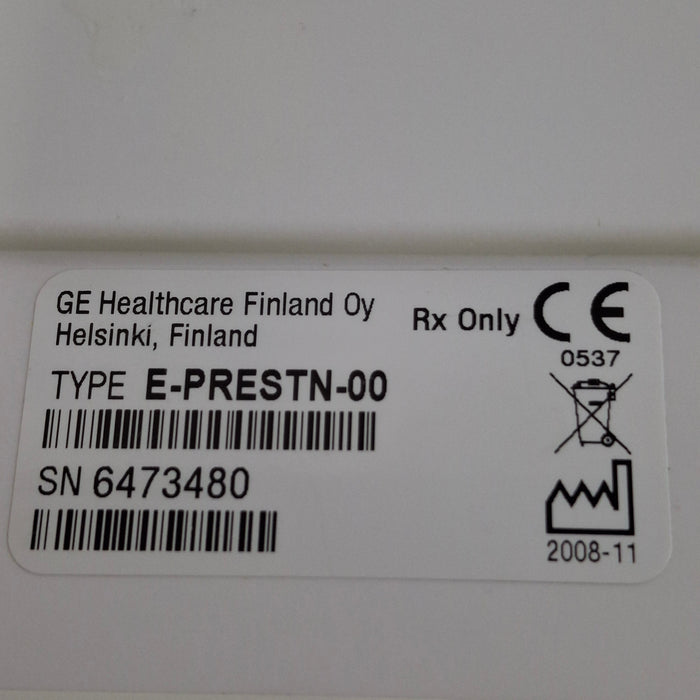 GE Healthcare Finland Oy
Helsinki, Finland
Rx Only
CE
0537
TYPE E-PRESTN-00
SN 6473480
2008-11